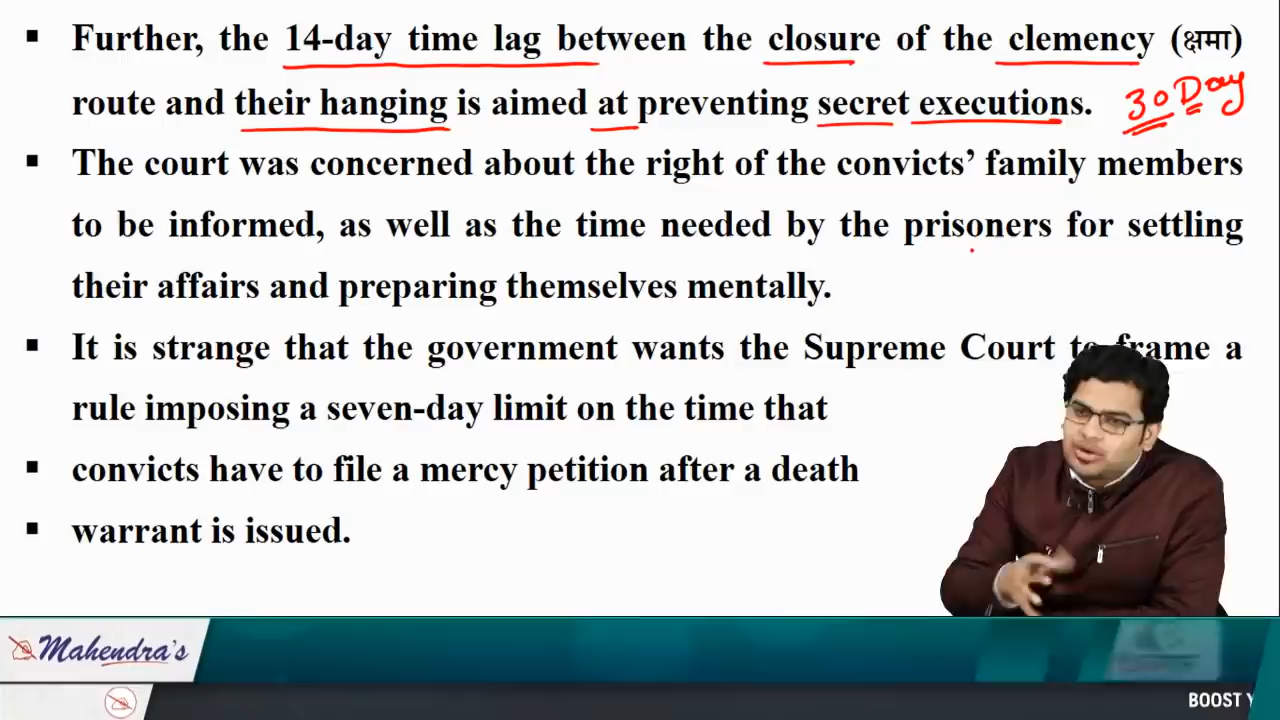 ▪ Further, the 14-day time lag between the closure of the clemency (क्षमा)
route and their hanging is aimed at preventing secret executions. 30 Day
▪ The court was concerned about the right of the convicts’ family members
to be informed, as well as the time needed by the prisoners for settling
their affairs and preparing themselves mentally.
▪ It is strange that the government wants the Supreme Court to frame a
rule imposing a seven-day limit on the time that
▪ convicts have to file a mercy petition after a death
▪ warrant is issued.
Mahendra's
BOOST